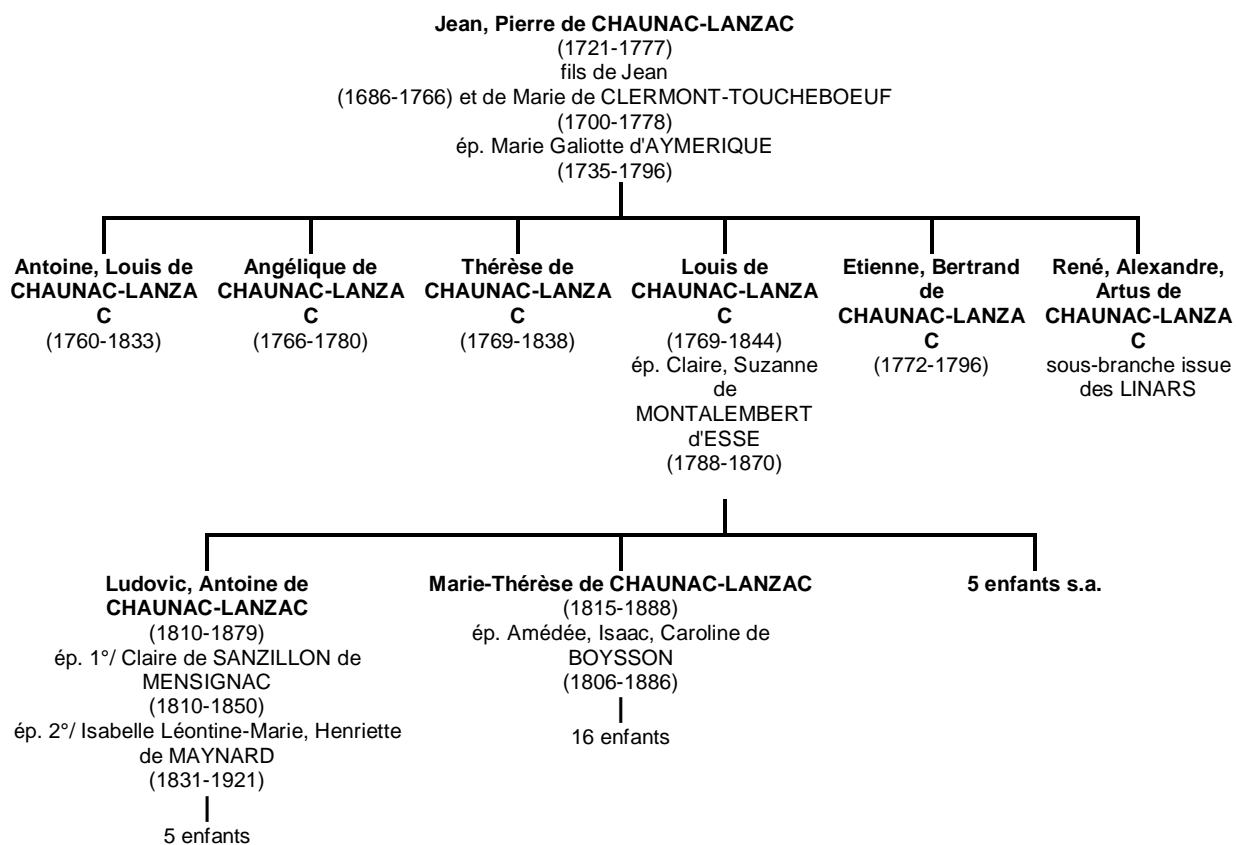 Jean, Pierre de CHAUNAC-LANZAC
(1721-1777)
fils de Jean
(1686-1766) et de Marie de CLERMONT-TOUCHEBOEUF
(1700-1778)
ép. Marie Galiotte d'AYMERIQUE
(1735-1796)
Antoine, Louis de
CHAUNAC-LANZA
C
(1760-1833)
Angélique de
CHAUNAC-LANZA
C
(1766-1780)
Thérèse de
CHAUNAC-LANZA
C
(1769-1838)
Louis de
CHAUNAC-LANZA
C
(1769-1844)
ép. Claire, Suzanne
de
MONTALEMBERT
d'ESSE
(1788-1870)
Etienne, Bertrand
de
CHAUNAC-LANZA
C
(1772-1796)
René, Alexandre,
Artus de
CHAUNAC-LANZA
C
sous-branche issue
des LINARS
Ludovic, Antoine de
CHAUNAC-LANZAC
(1810-1879)
ép. 1°/ Claire de SANZILLON de
MENSIGNAC
(1810-1850)
ép. 2°/ Isabelle Léontine-Marie, Henriette
de MAYNARD
(1831-1921)
5 enfants
Marie-Thérèse de CHAUNAC-LANZAC
(1815-1888)
ép. Amédée, Isaac, Caroline de
BOYSSON
(1806-1886)
16 enfants
5 enfants s.a.